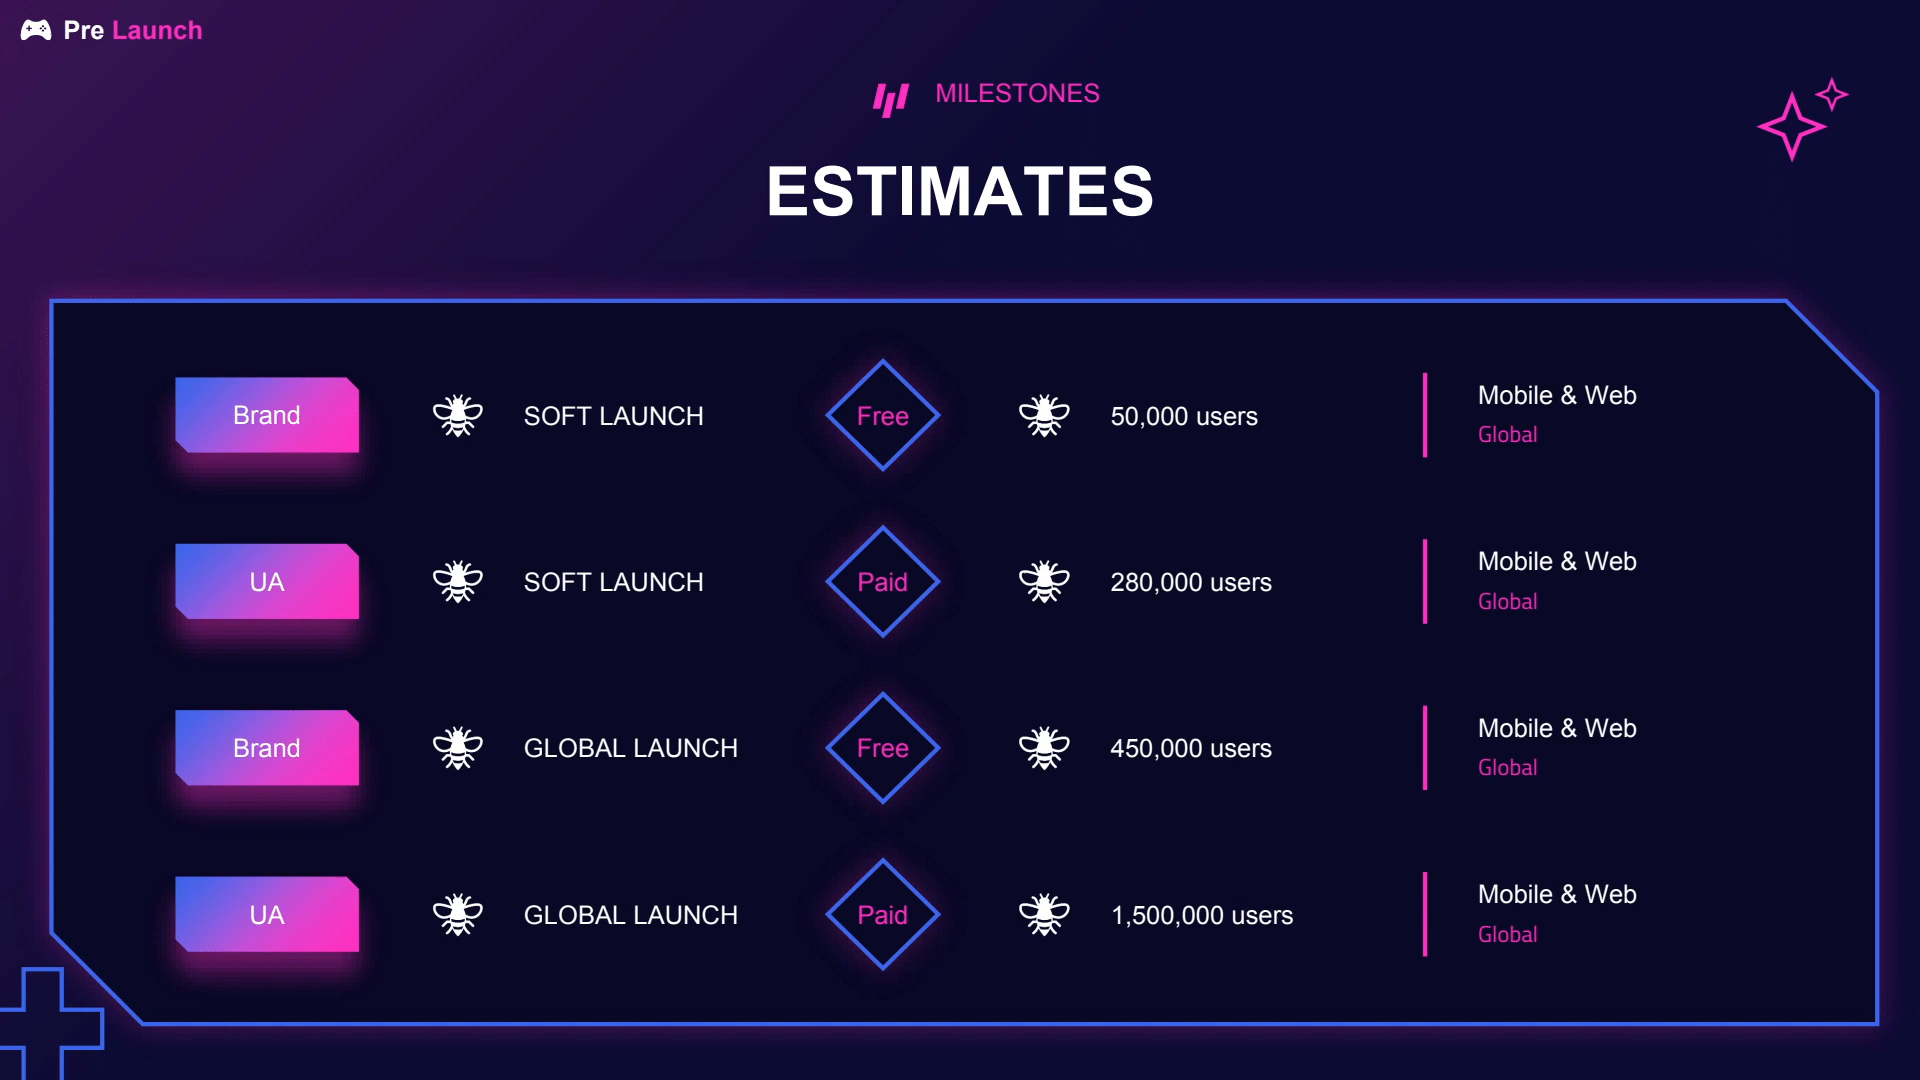 Pre Launch
MILESTONES
ESTIMATES
Brand
SOFT LAUNCH
Free
50,000 users
Mobile & Web
Global
UA
SOFT LAUNCH
Paid
280,000 users
Mobile & Web
Global
Brand
GLOBAL LAUNCH
Free
450,000 users
Mobile & Web
Global
UA
GLOBAL LAUNCH
Paid
1,500,000 users
Mobile & Web
Global